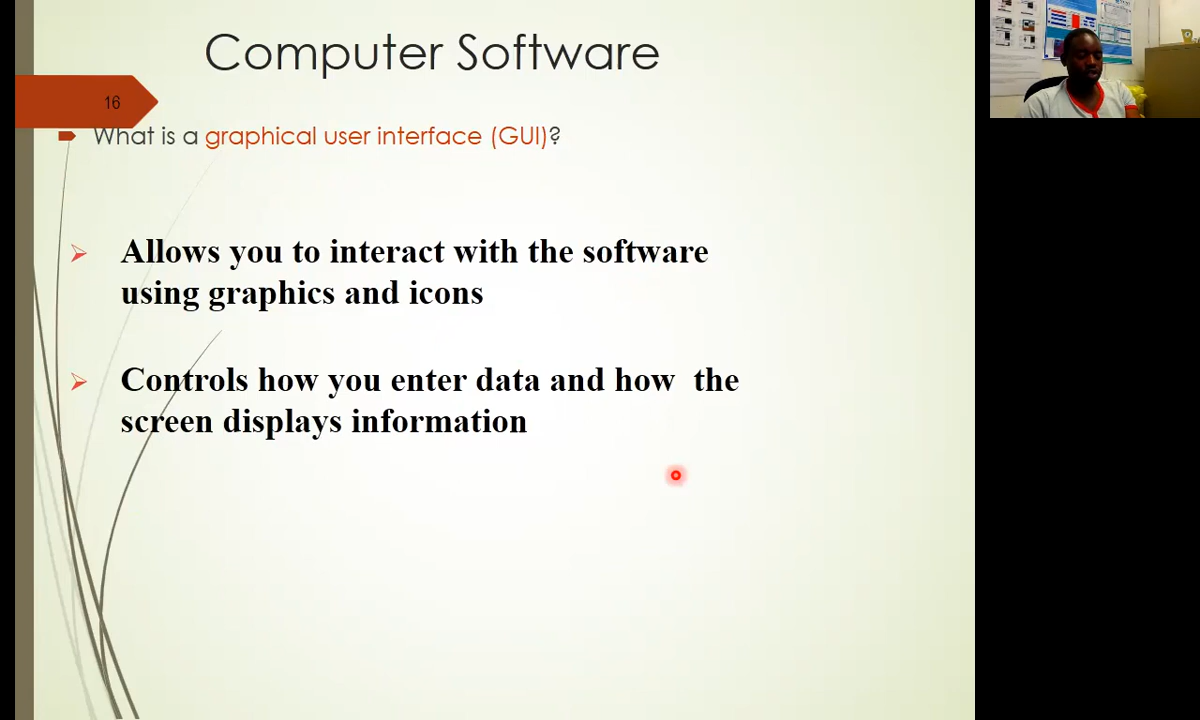 Computer Software
16
What is a graphical user interface (GUI)?
Allows you to interact with the software
using graphics and icons
Controls how you enter data and how the
screen displays information